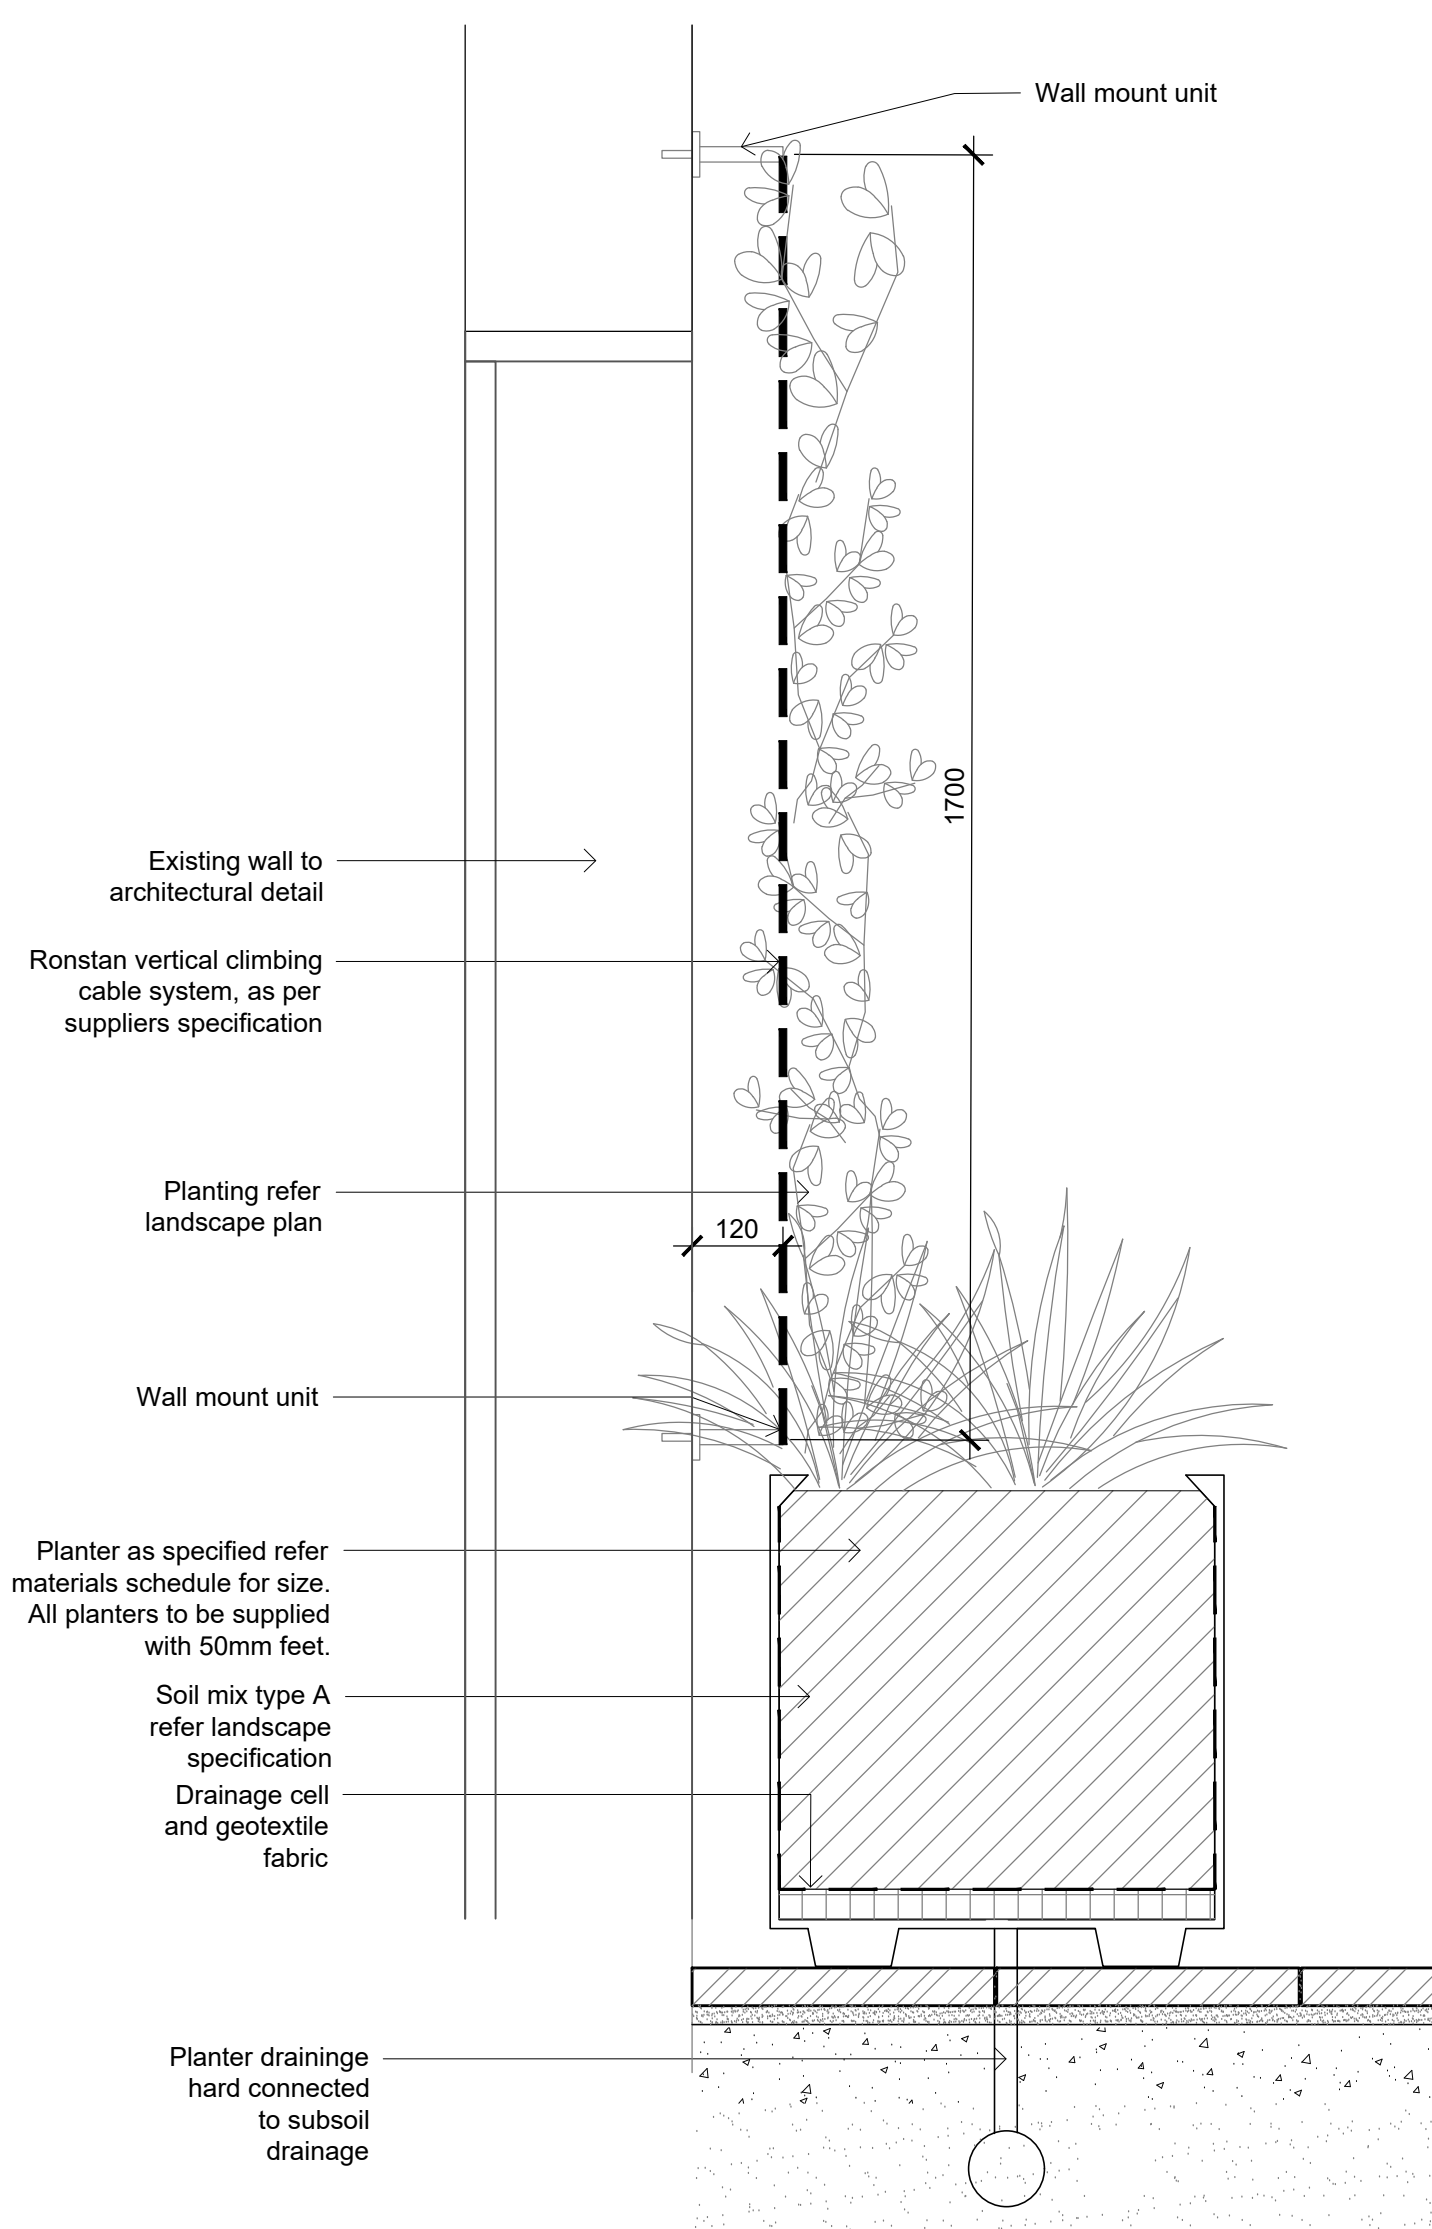 Wall mount unit
1700
Existing wall to
architectural detail
Ronstan vertical climbing
cable system, as per
suppliers specification
Planting refer
landscape plan
120
Wall mount unit
Planter as specified refer
materials schedule for size.
All planters to be supplied
with 50mm feet.
Soil mix type A
refer landscape
specification
Drainage cell
and geotextile
fabric
Planter draininge
hard connected
to subsoil
drainage